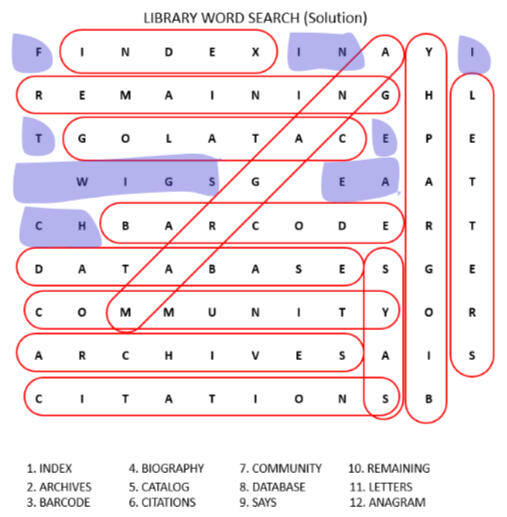 LIBRARY WORD SEARCH (Solution)
F I N D E X I N A Y I
R E M A I N I N G H L
T G O L A T A C E P E
W I G S G E A A T
C H B A R C O D E R T
D A T A B A S E S G E
C O M M U N I T Y O R
A R C H I V E S A I S
C I T A T I O N S B
1. INDEX 4. BIOGRAPHY 7. COMMUNITY 10. REMAINING
2. ARCHIVES 5. CATALOG 8. DATABASE 11. LETTERS
3. BARCODE 6. CITATIONS 9. SAYS 12. ANAGRAM